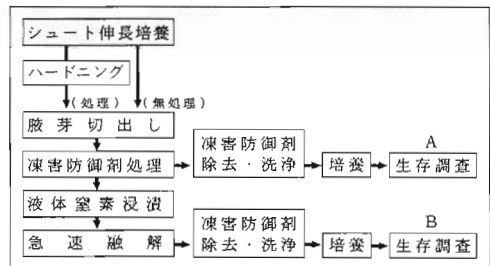 シュート伸長培養
ハードニング
(処理) (無処理)
腋芽切出し
凍害防御剤処理
凍害防御剤
除去・洗浄
培養
A
生存調査
液体窒素浸漬
急速融解
凍害防御剤
除去・洗浄
培養
B
生存調査